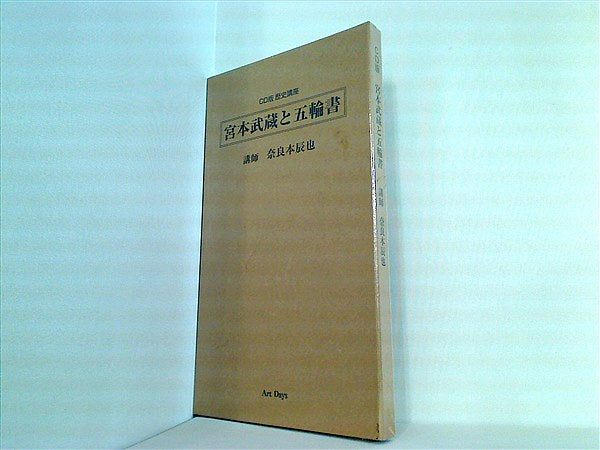 CD版 歴史講座
宮本武蔵と五輪書
講師 奈良本辰也
Art Days
CD版 宮本武蔵と五輪書 講師 奈良本辰也